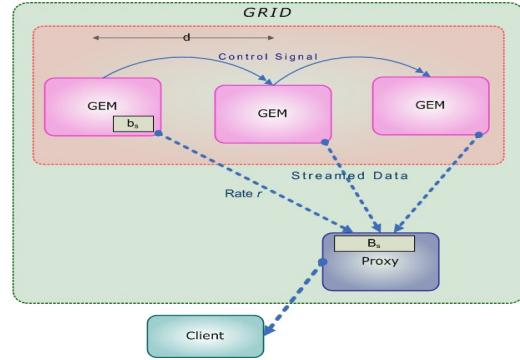 GRID
d
Control Signal
GEM
GEM
GEM
bs
Streamed Data
Rate r
Bs
Proxy
Client